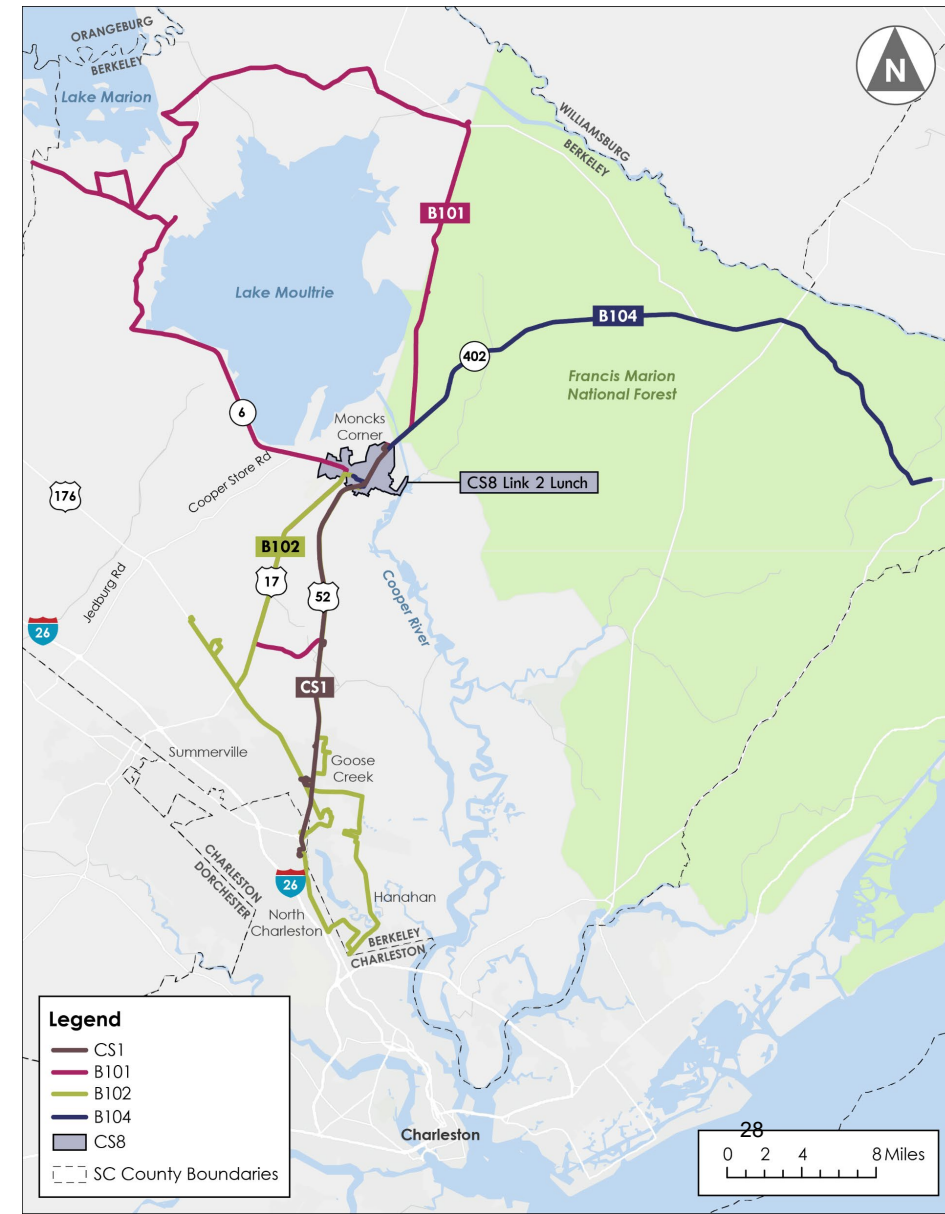 ORANGEBURG
BERKELEY
Lake Marion
N
WILLIAMSBURG
BERKELEY
B101
Lake Moultrie
B104
402
Francis Marion
National Forest
6
Moncks
Corner
Cooper Store Rd
CS8 Link 2 Lunch
176
B102
17
52
Cooper River
Jedburg Rd
26
CS1
Summerville
Goose
Creek
CHARLESTON
DORCHESTER
26
Hanahan
North
Charleston
BERKELEY
CHARLESTON
Legend
CS1
B101
B102
B104
CS8
SC County Boundaries
Charleston
28
0 2 4 8 Miles